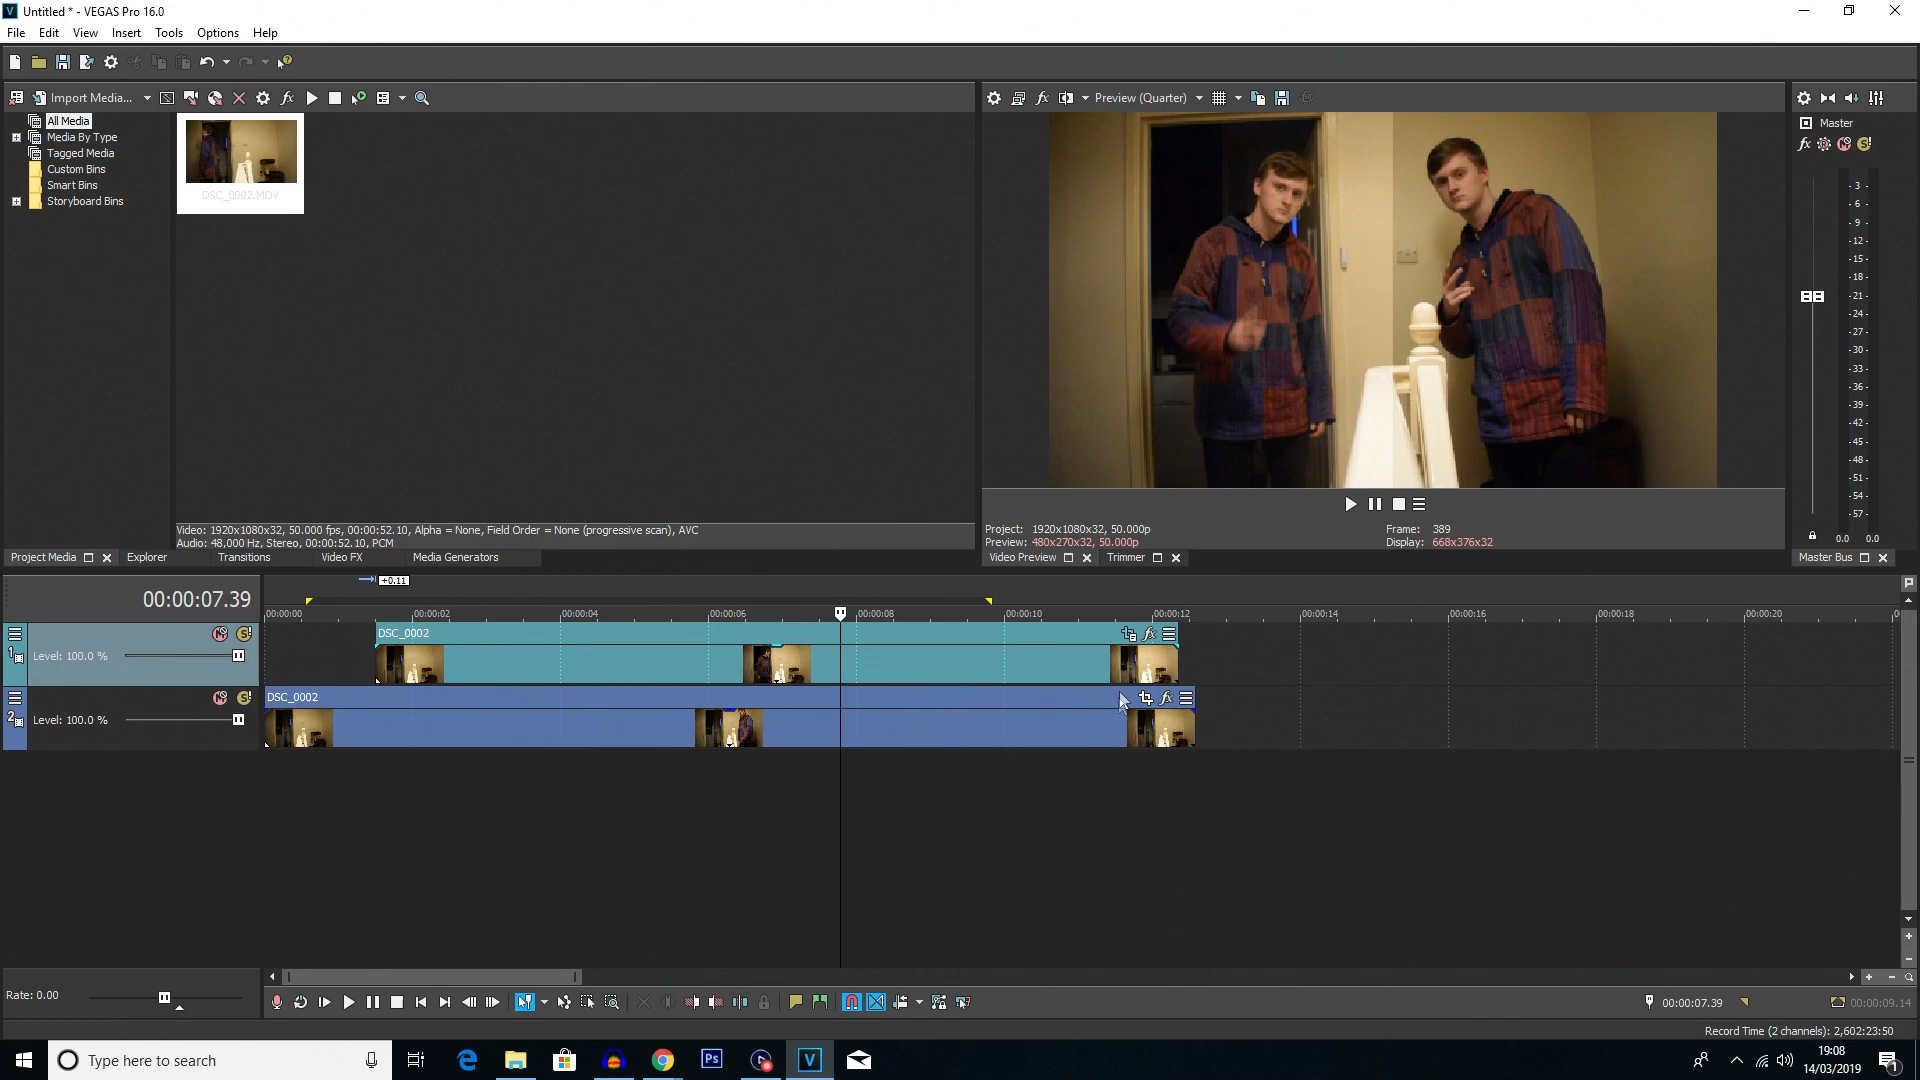 Untitled * - VEGAS Pro 16.0
File Edit View Insert Tools Options Help
Import Media...
Preview (Quarter)
All Media
Media By Type
Tagged Media
Custom Bins
Smart Bins
Storyboard Bins
DSC_0002.MOV
Master
- 3 -
- 6 -
- 9 -
- 12 -
- 15 -
- 18 -
- 21 -
- 24 -
- 27 -
- 30 -
- 33 -
- 36 -
- 39 -
- 42 -
- 45 -
- 48 -
- 51 -
- 54 -
- 57 -
0.0 0.0
Video: 1920x1080x32, 50.000 fps, 00:00:52.10, Alpha = None, Field Order = None (progressive scan), AVC
Audio: 48,000 Hz, Stereo, 00:00:52.10, PCM
Project: 1920x1080x32, 50.000p
Preview: 480x270x32, 50.000p
Frame: 389
Display: 668x376x32
Project Media Explorer Transitions Video FX Media Generators
Video Preview Trimmer
Master Bus
+0.11
00:00:07.39
00:00:00 00:00:02 00:00:04 00:00:06 00:00:08 00:00:10 00:00:12 00:00:14 00:00:16 00:00:18 00:00:20
1
Level: 100.0 %
DSC_0002
2
Level: 100.0 %
DSC_0002
Rate: 0.00
00:00:07.39
00:00:09.14
Record Time (2 channels): 2,602:23:50
Type here to search
Ps
V
19:08
14/03/2019
1